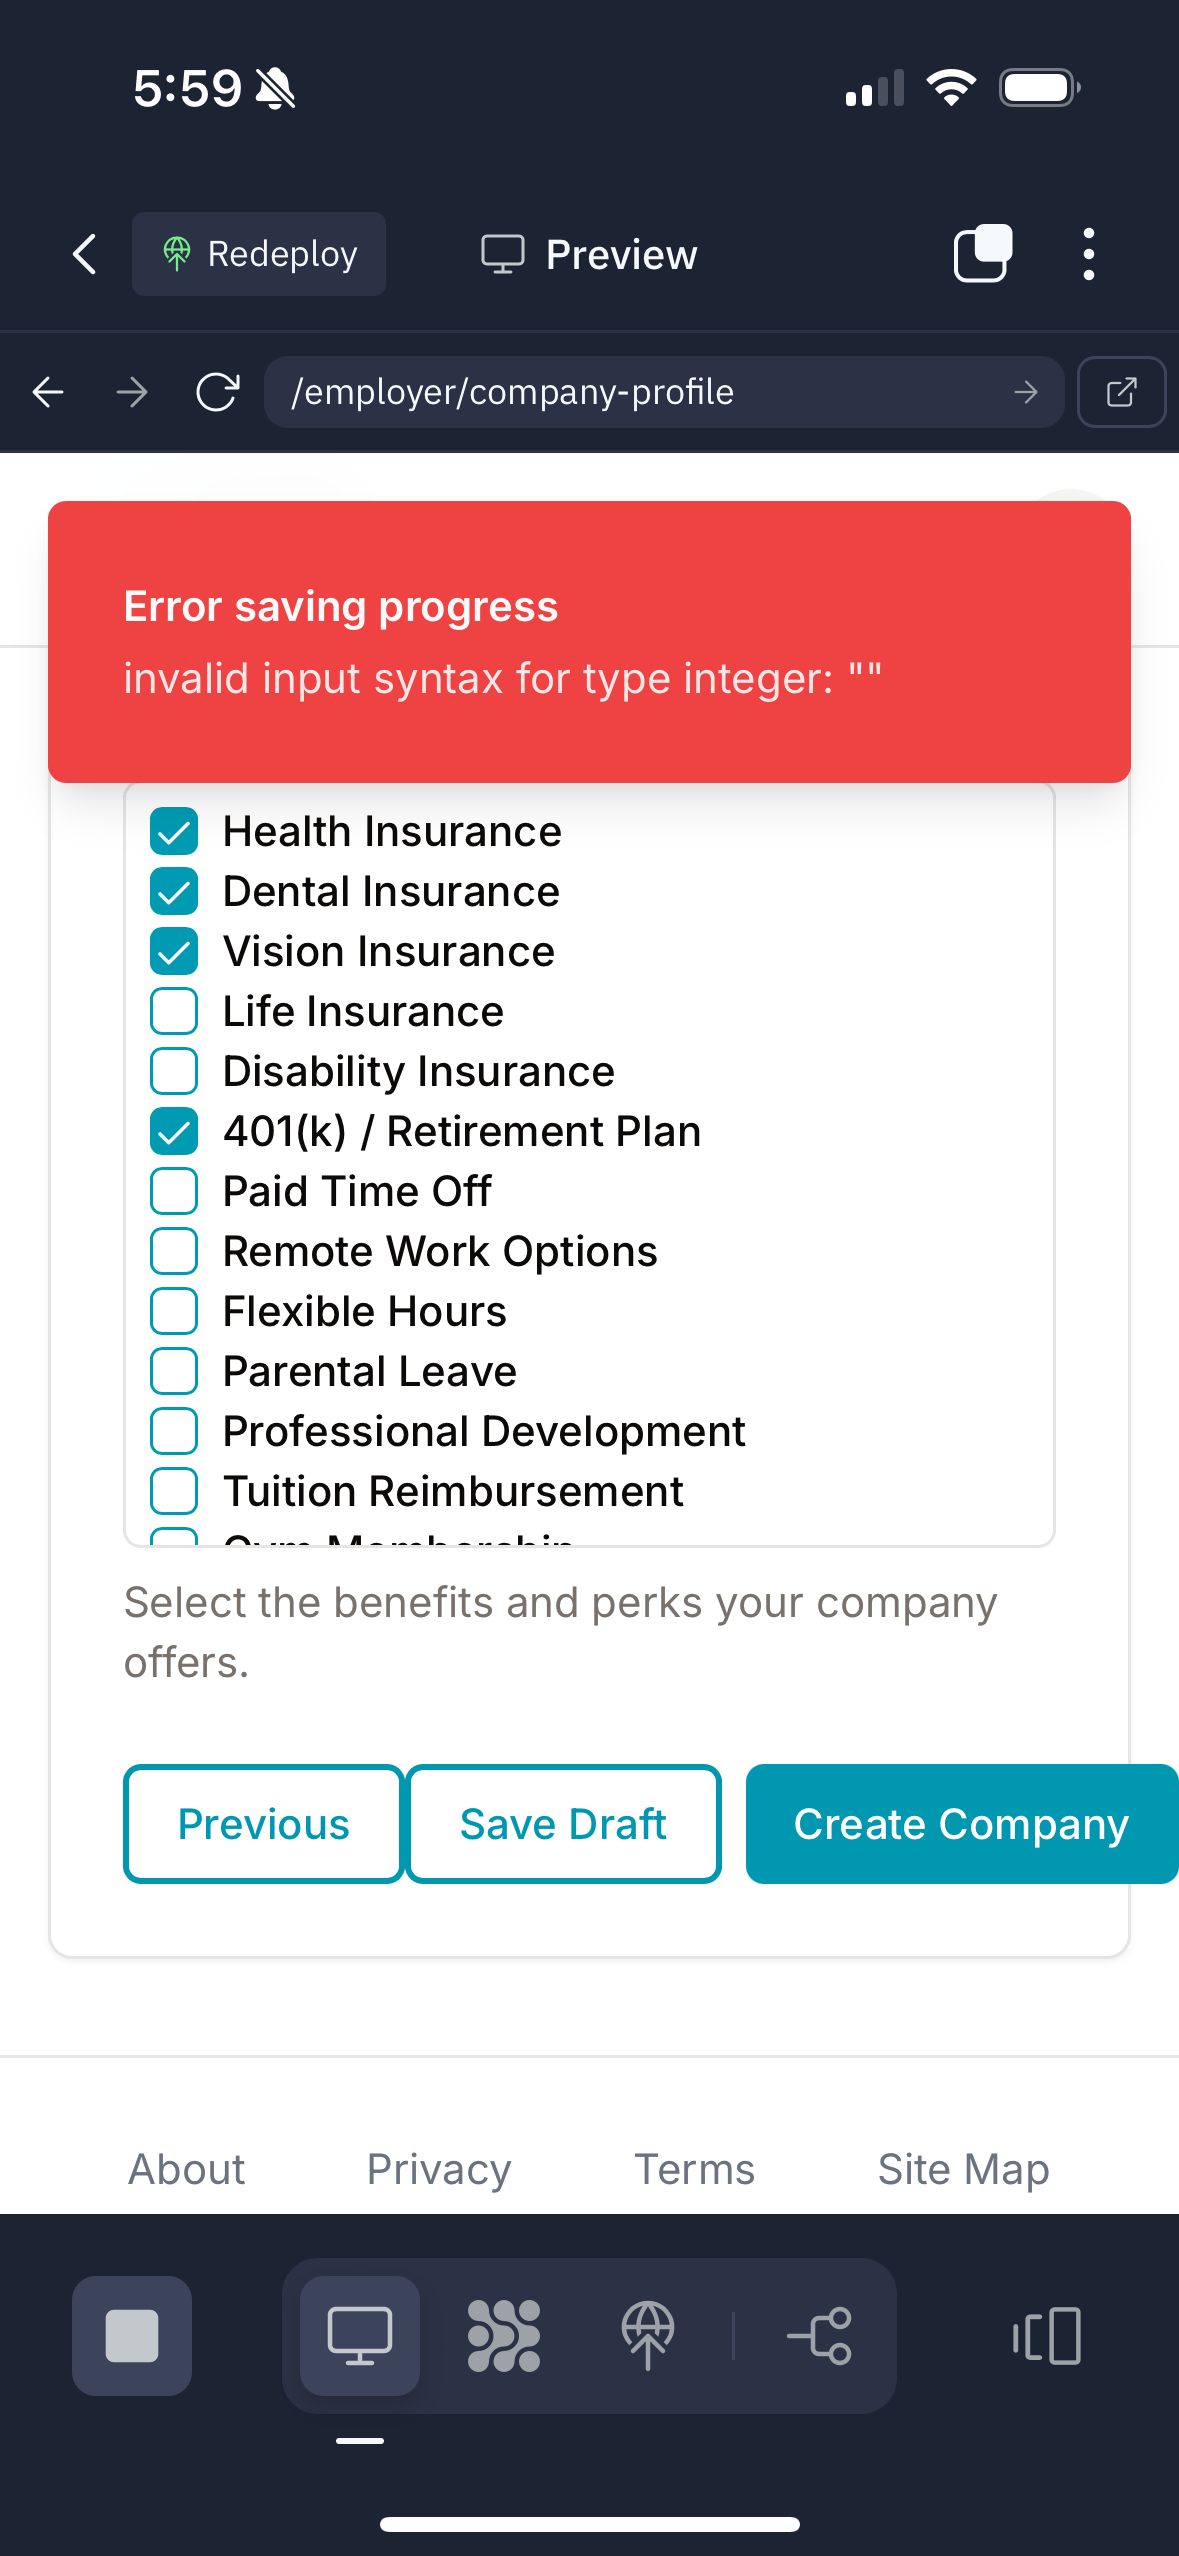 5:59
Redeploy
Preview
/employer/company-profile
Error saving progress
invalid input syntax for type integer: ""
Health Insurance
Dental Insurance
Vision Insurance
Life Insurance
Disability Insurance
401(k) / Retirement Plan
Paid Time Off
Remote Work Options
Flexible Hours
Parental Leave
Professional Development
Tuition Reimbursement
Gym Membership
Select the benefits and perks your company
offers.
Previous
Save Draft
Create Company
About
Privacy
Terms
Site Map